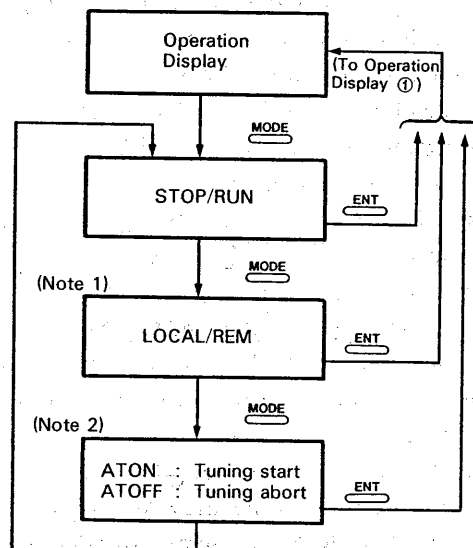 Operation
Display
(To Operation
Display ①)
MODE
STOP/RUN
ENT
MODE
(Note 1)
LOCAL/REM
ENT
MODE
(Note 2)
ATON : Tuning start
ATOFF : Tuning abort
ENT